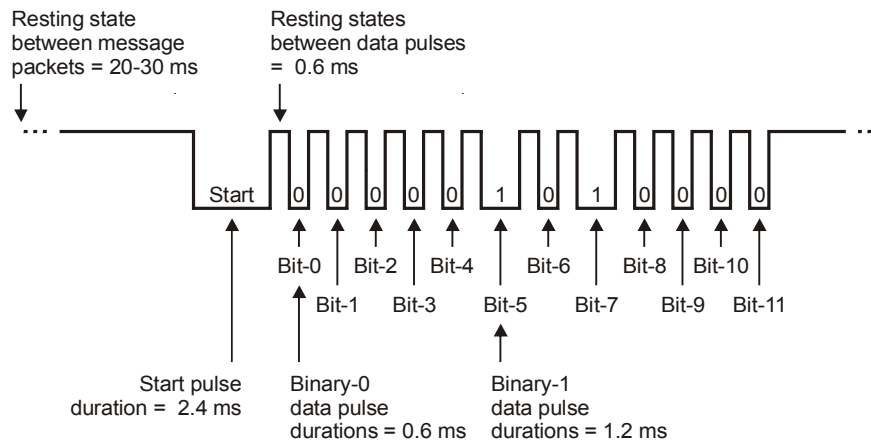 Resting state
between message
packets = 20-30 ms
Resting states
between data pulses
= 0.6 ms
Start 0 0 0 0 0 1 0 1 0 0 0 0
Bit-0 Bit-2 Bit-4 Bit-6 Bit-8 Bit-10
Bit-1 Bit-3 Bit-5 Bit-7 Bit-9 Bit-11
Start pulse
duration = 2.4 ms
Binary-0
data pulse
durations = 0.6 ms
Binary-1
data pulse
durations = 1.2 ms